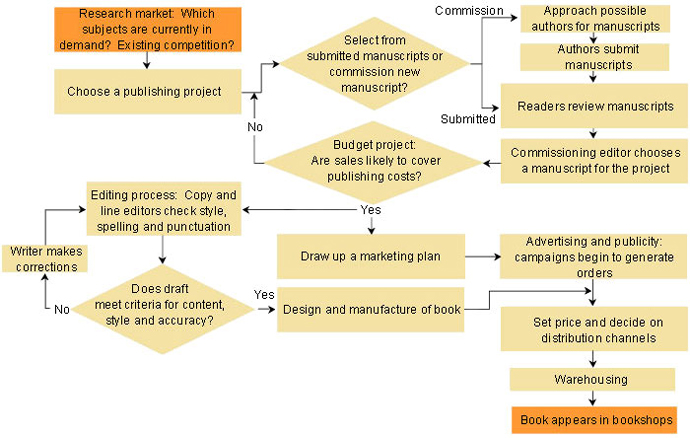 Research market:  Which
subjects are currently in
demand?  Existing competition?
Choose a publishing project
Select from
submitted manuscripts or
commission new
manuscript?
Commission
Approach possible
authors for manuscripts
Authors submit
manuscripts
Submitted
Readers review manuscripts
Commissioning editor chooses
a manuscript for the project
No
Budget project:
Are sales likely to cover
publishing costs?
Yes
Editing process:  Copy and
line editors check style,
spelling and punctuation
Writer makes
corrections
No
Does draft
meet criteria for content,
style and accuracy?
Yes
Draw up a marketing plan
Advertising and publicity:
campaigns begin to generate
orders
Design and manufacture of book
Set price and decide on
distribution channels
Warehousing
Book appears in bookshops